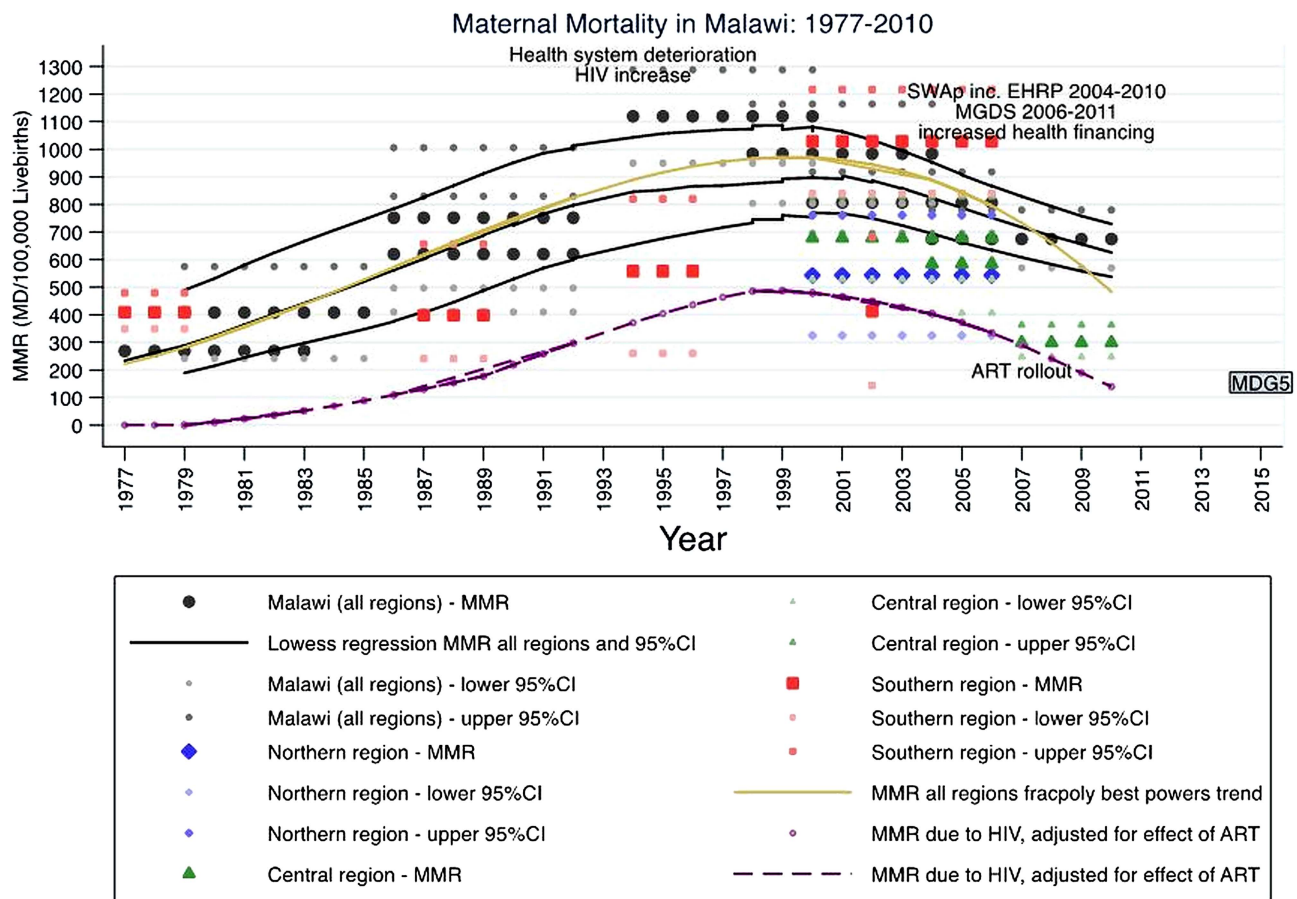 Maternal Mortality in Malawi: 1977-2010
Health system deterioration
HIV increase
SWAp inc. EHRP 2004-2010
MGDS 2006-2011
increased health financing
ART rollout
MDG5
MMR (MD/100,000 Livebirths)
1300
1200
1100
1000
900
800
700
600
500
400
300
200
100
0
1977
1979
1981
1983
1985
1987
1989
1991
1993
1995
1997
1999
2001
2003
2005
2007
2009
2011
2013
2015
Year
Malawi (all regions) - MMR
Lowess regression MMR all regions and 95%CI
Malawi (all regions) - lower 95%CI
Malawi (all regions) - upper 95%CI
Northern region - MMR
Northern region - lower 95%CI
Northern region - upper 95%CI
Central region - MMR
Central region - lower 95%CI
Central region - upper 95%CI
Southern region - MMR
Southern region - lower 95%CI
Southern region - upper 95%CI
MMR all regions fracpoly best powers trend
MMR due to HIV, adjusted for effect of ART
MMR due to HIV, adjusted for effect of ART